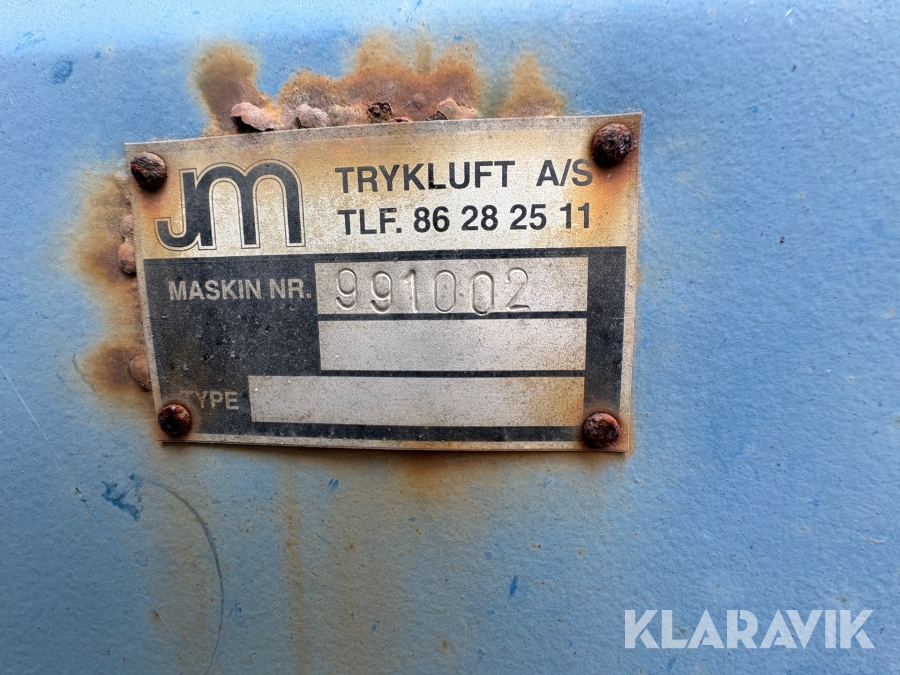 JM TRYKLUFT A/S
TLF. 86 28 25 11
MASKIN NR. 991002
TYPE
KLARAVIK